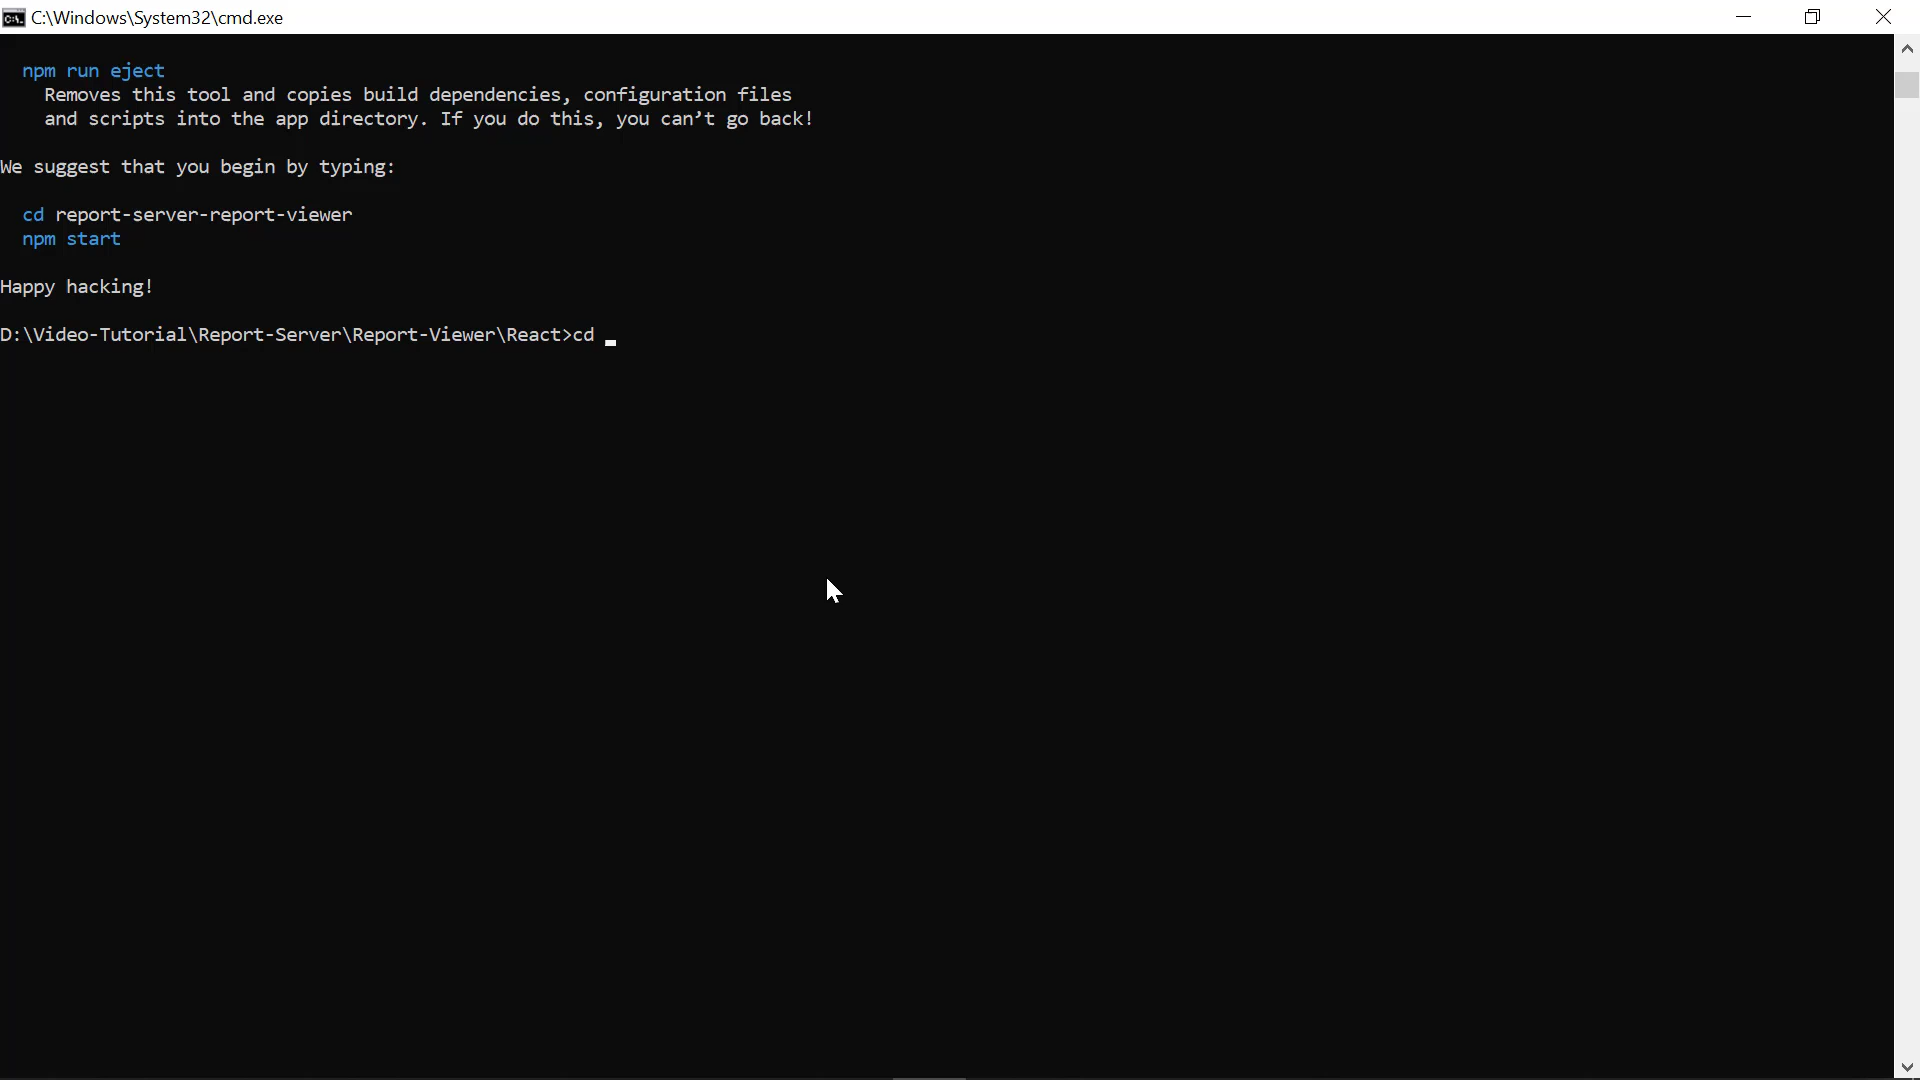 C:\Windows\System32\cmd.exe
npm run eject
Removes this tool and copies build dependencies, configuration files
and scripts into the app directory. If you do this, you can’t go back!
We suggest that you begin by typing:
cd report-server-report-viewer
npm start
Happy hacking!
D:\Video-Tutorial\Report-Server\Report-Viewer\React>cd